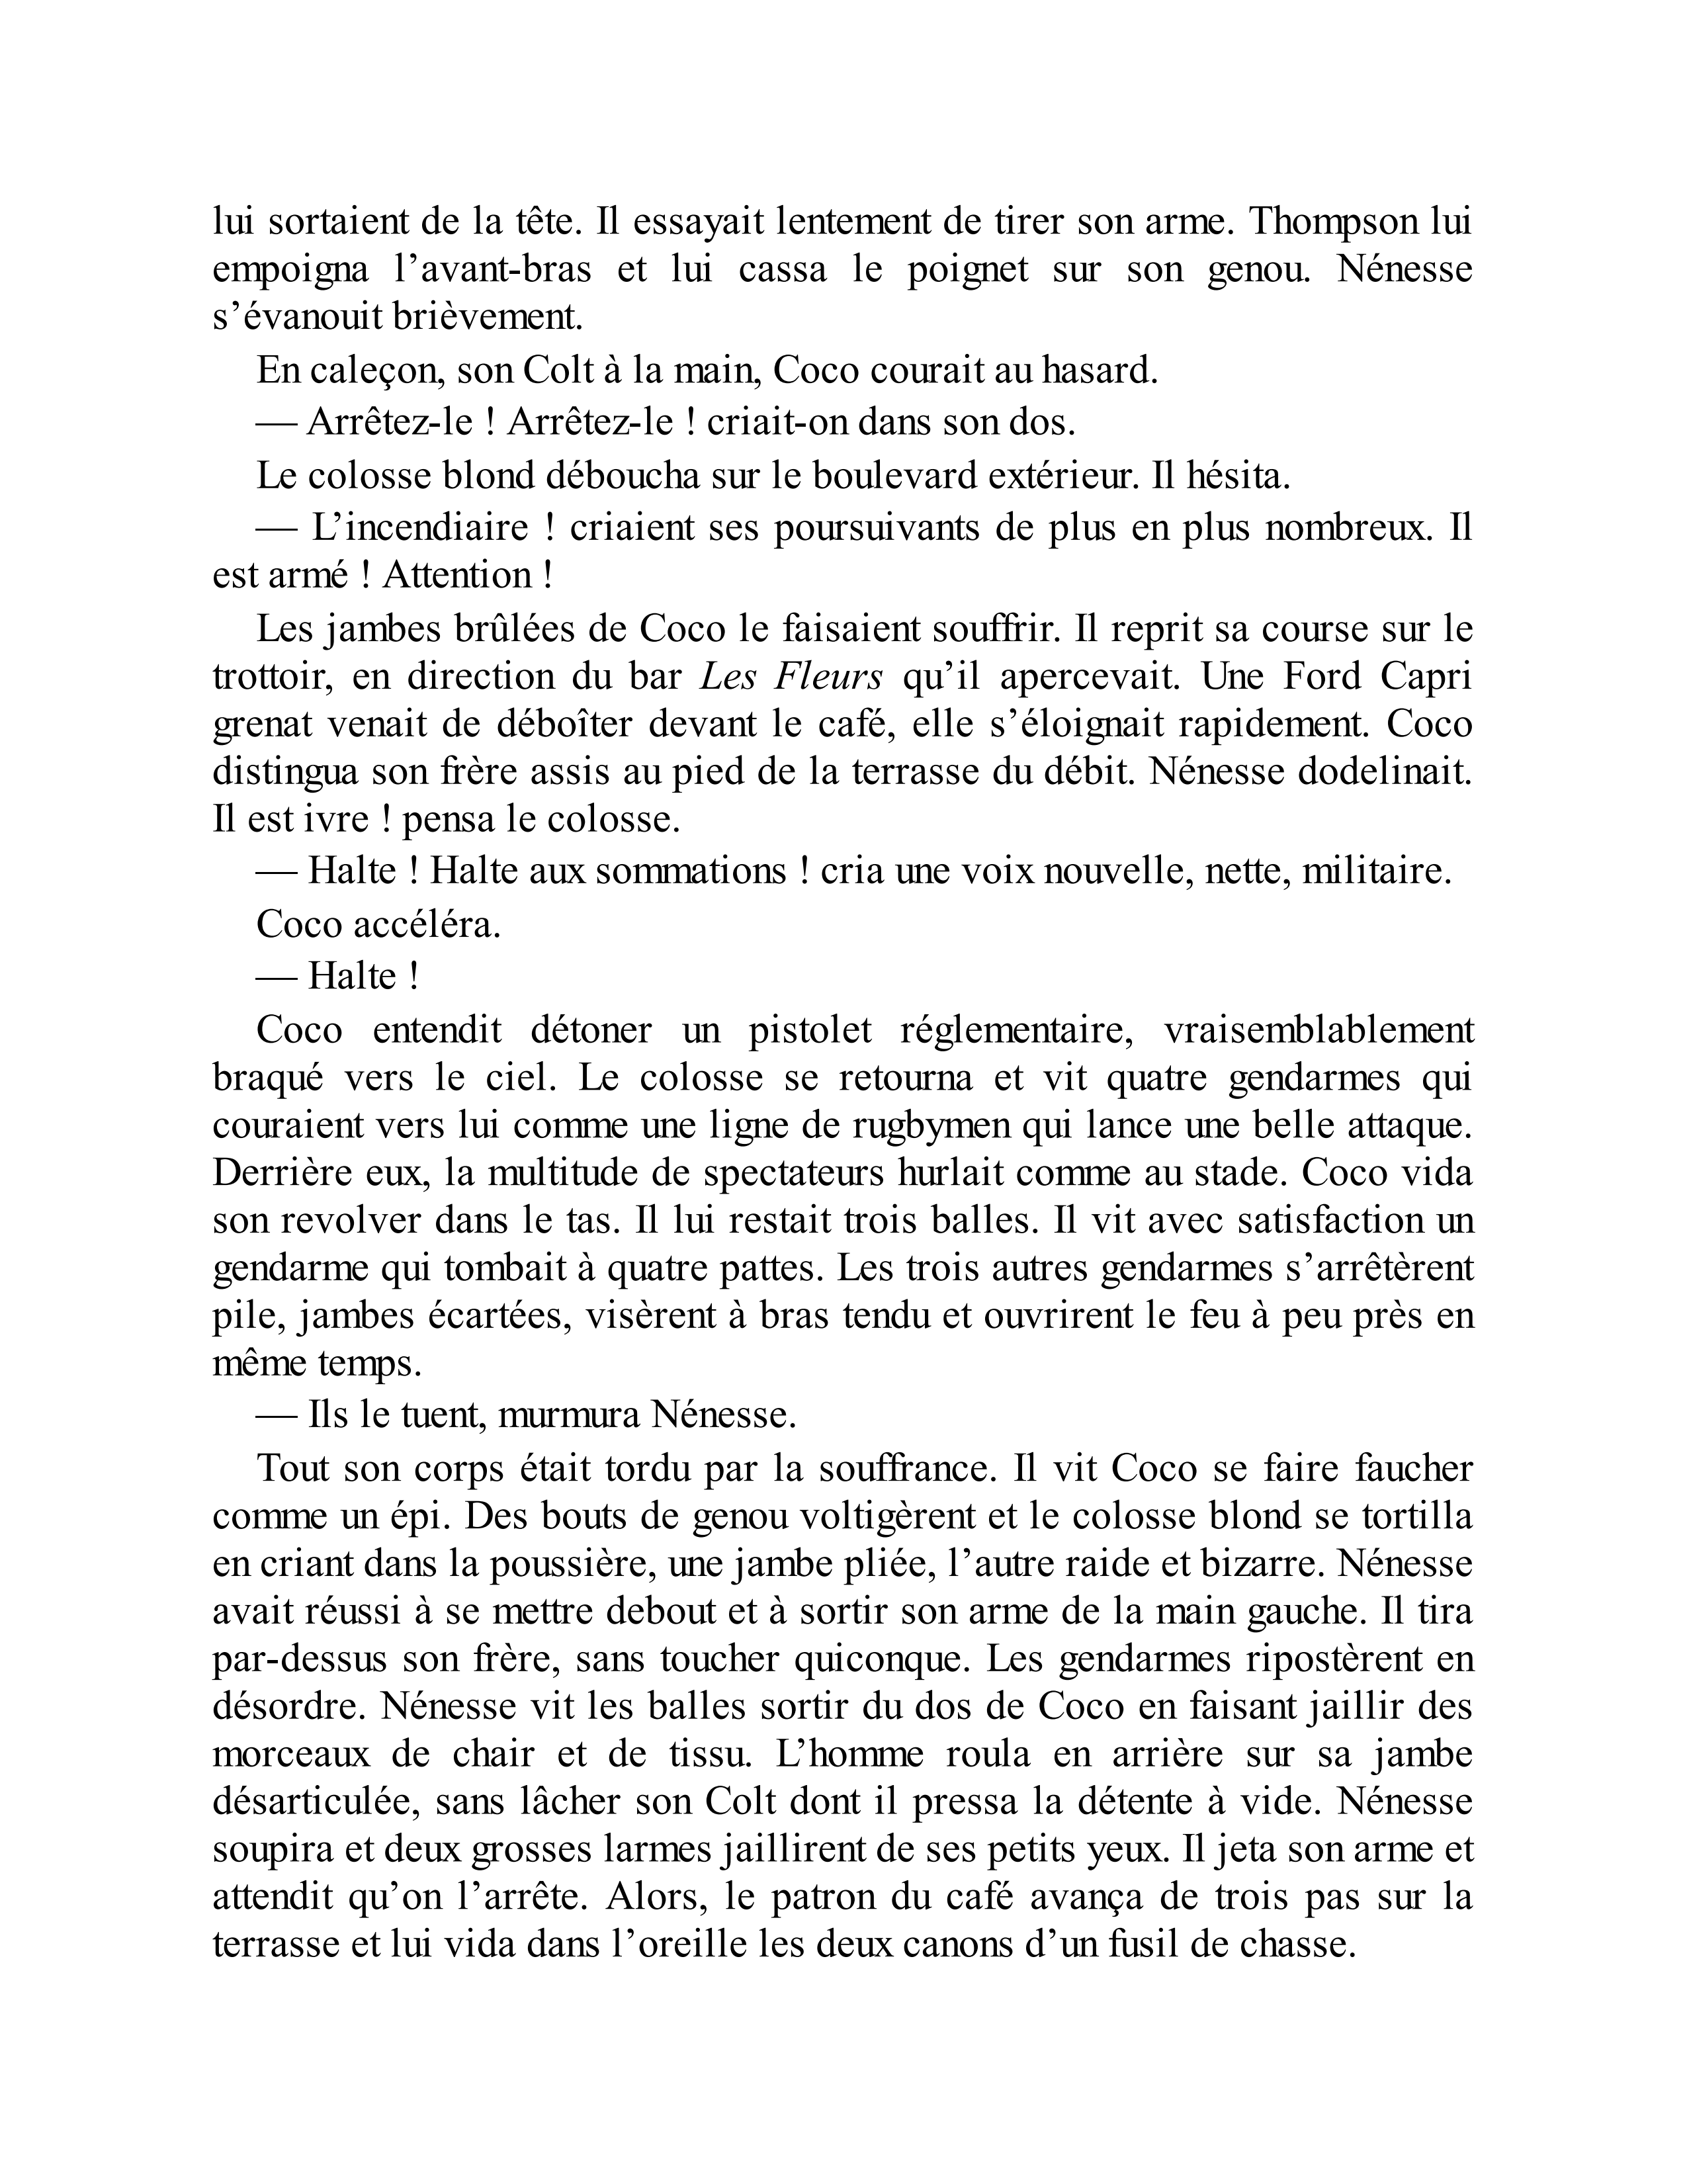 lui sortaient de la tête. Il essayait lentement de tirer son arme. Thompson lui
empoigna l’avant-bras et lui cassa le poignet sur son genou. Nénesse
s’évanouit brièvement.
En caleçon, son Colt à la main, Coco courait au hasard.
— Arrêtez-le ! Arrêtez-le ! criait-on dans son dos.
Le colosse blond déboucha sur le boulevard extérieur. Il hésita.
— L’incendiaire ! criaient ses poursuivants de plus en plus nombreux. Il
est armé ! Attention !
Les jambes brûlées de Coco le faisaient souffrir. Il reprit sa course sur le
trottoir, en direction du bar Les Fleurs qu’il apercevait. Une Ford Capri
grenat venait de déboîter devant le café, elle s’éloignait rapidement. Coco
distingua son frère assis au pied de la terrasse du débit. Nénesse dodelinait.
Il est ivre ! pensa le colosse.
— Halte ! Halte aux sommations ! cria une voix nouvelle, nette, militaire.
Coco accéléra.
— Halte !
Coco entendit détoner un pistolet réglementaire, vraisemblablement
braqué vers le ciel. Le colosse se retourna et vit quatre gendarmes qui
couraient vers lui comme une ligne de rugbymen qui lance une belle attaque.
Derrière eux, la multitude de spectateurs hurlait comme au stade. Coco vida
son revolver dans le tas. Il lui restait trois balles. Il vit avec satisfaction un
gendarme qui tombait à quatre pattes. Les trois autres gendarmes s’arrêtèrent
pile, jambes écartées, visèrent à bras tendu et ouvrirent le feu à peu près en
même temps.
— Ils le tuent, murmura Nénesse.
Tout son corps était tordu par la souffrance. Il vit Coco se faire faucher
comme un épi. Des bouts de genou voltigèrent et le colosse blond se tortilla
en criant dans la poussière, une jambe pliée, l’autre raide et bizarre. Nénesse
avait réussi à se mettre debout et à sortir son arme de la main gauche. Il tira
par-dessus son frère, sans toucher quiconque. Les gendarmes ripostèrent en
désordre. Nénesse vit les balles sortir du dos de Coco en faisant jaillir des
morceaux de chair et de tissu. L’homme roula en arrière sur sa jambe
désarticulée, sans lâcher son Colt dont il pressa la détente à vide. Nénesse
soupira et deux grosses larmes jaillirent de ses petits yeux. Il jeta son arme et
attendit qu’on l’arrête. Alors, le patron du café avança de trois pas sur la
terrasse et lui vida dans l’oreille les deux canons d’un fusil de chasse.